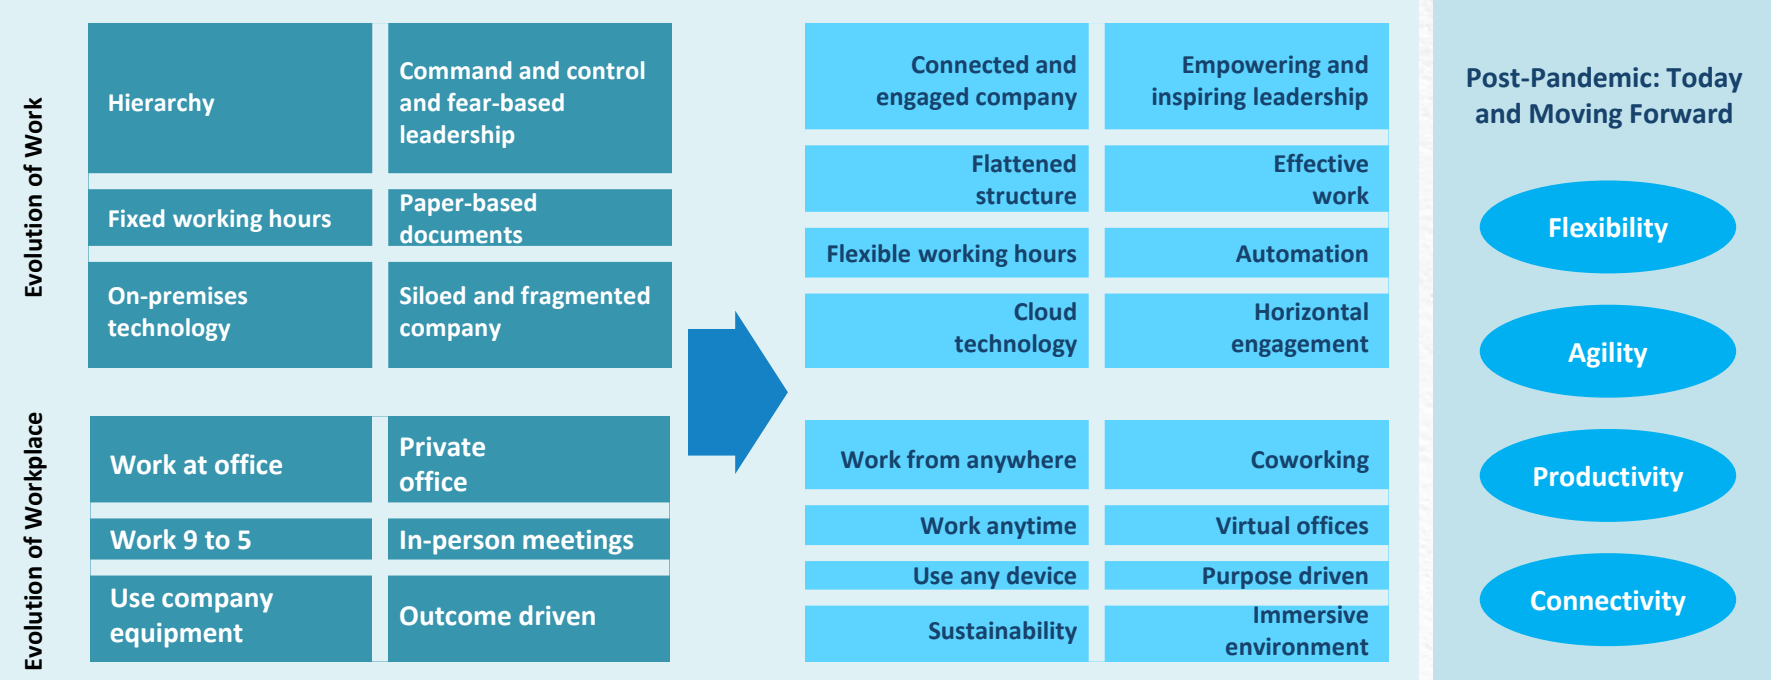 Evolution of Work
Hierarchy
Command and control
and fear-based
leadership
Fixed working hours
Paper-based
documents
On-premises
technology
Siloed and fragmented
company
Evolution of Workplace
Work at office
Private
office
Work 9 to 5
In-person meetings
Use company
equipment
Outcome driven
Connected and
engaged company
Empowering and
inspiring leadership
Flattened
structure
Effective
work
Flexible working hours
Automation
Cloud
technology
Horizontal
engagement
Work from anywhere
Coworking
Work anytime
Virtual offices
Use any device
Purpose driven
Sustainability
Immersive
environment
Post-Pandemic: Today
and Moving Forward
Flexibility
Agility
Productivity
Connectivity